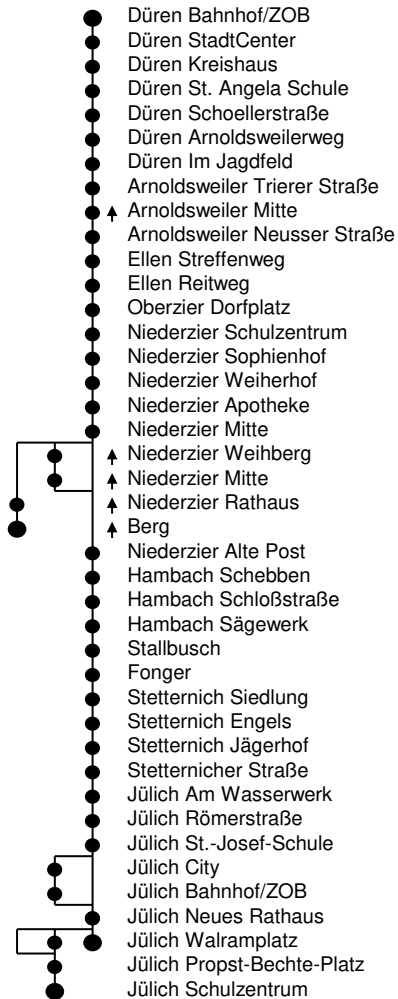 Düren Bahnhof/ZOB
Düren StadtCenter
Düren Kreishaus
Düren St. Angela Schule
Düren Schoellerstraße
Düren Arnoldsweilerweg
Düren Im Jagdfeld
Arnoldsweiler Trierer Straße
Arnoldsweiler Mitte
Arnoldsweiler Neusser Straße
Ellen Streffenweg
Ellen Reitweg
Oberzier Dorfplatz
Niederzier Schulzentrum
Niederzier Sophienhof
Niederzier Weiherhof
Niederzier Apotheke
Niederzier Mitte
Niederzier Weihberg
Niederzier Mitte
Niederzier Rathaus
Berg
Niederzier Alte Post
Hambach Schebben
Hambach Schloßstraße
Hambach Sägewerk
Stallbusch
Fonger
Stetternich Siedlung
Stetternich Engels
Stetternich Jägerhof
Stetternicher Straße
Jülich Am Wasserwerk
Jülich Römerstraße
Jülich St.-Josef-Schule
Jülich City
Jülich Bahnhof/ZOB
Jülich Neues Rathaus
Jülich Walramplatz
Jülich Propst-Bechte-Platz
Jülich Schulzentrum